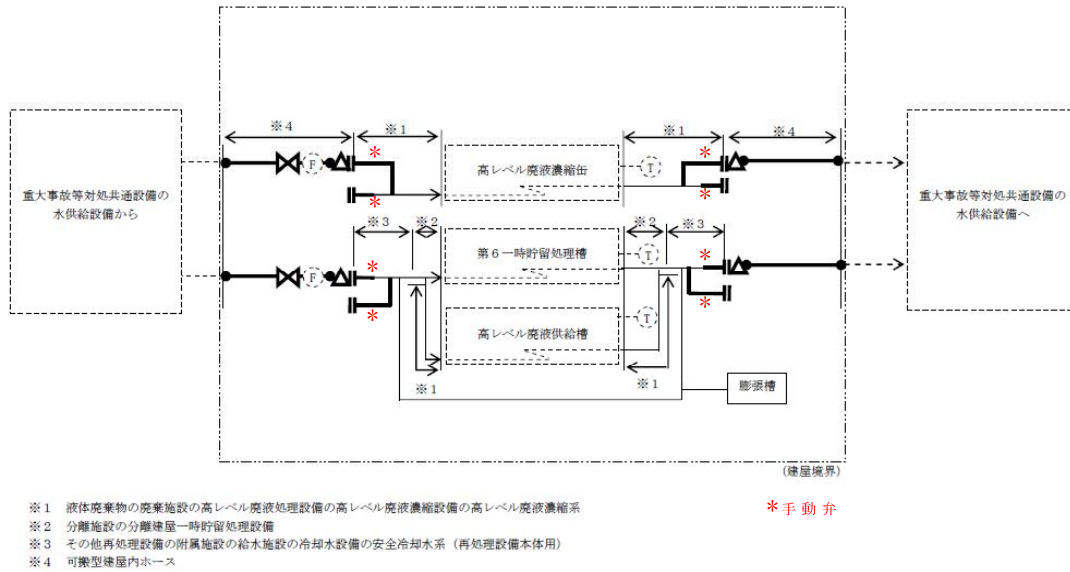 ※4
※1
※1
※4
*
*
F
高レベル廃液濃縮缶
T
*
*
重大事故等対処共通設備の
水供給設備から
重大事故等対処共通設備の
水供給設備へ
※3
※2
※2
※3
*
*
F
第6一時貯留処理槽
T
*
*
高レベル廃液供給槽
T
※1
※1
膨張槽
(建屋境界)
※1 液体廃棄物の廃棄施設の高レベル廃液処理設備の高レベル廃液濃縮設備の高レベル廃液濃縮系
*手動弁
※2 分離施設の分離建屋一時貯留処理設備
※3 その他再処理設備の附属施設の給水施設の冷却水設備の安全冷却水系(再処理設備本体用)
※4 可搬型建屋内ホース